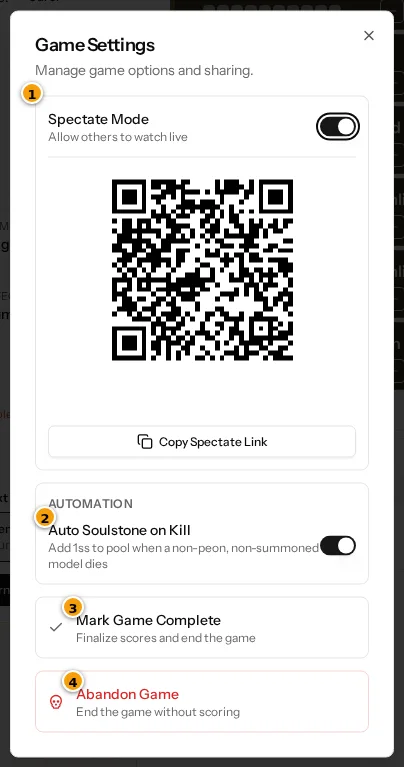 Game Settings
Manage game options and sharing.
1
Spectate Mode
Allow others to watch live
Copy Spectate Link
AUTOMATION
2
Auto Soulstone on Kill
Add 1ss to pool when a non-peon, non-summoned
model dies
3
Mark Game Complete
Finalize scores and end the game
4
Abandon Game
End the game without scoring